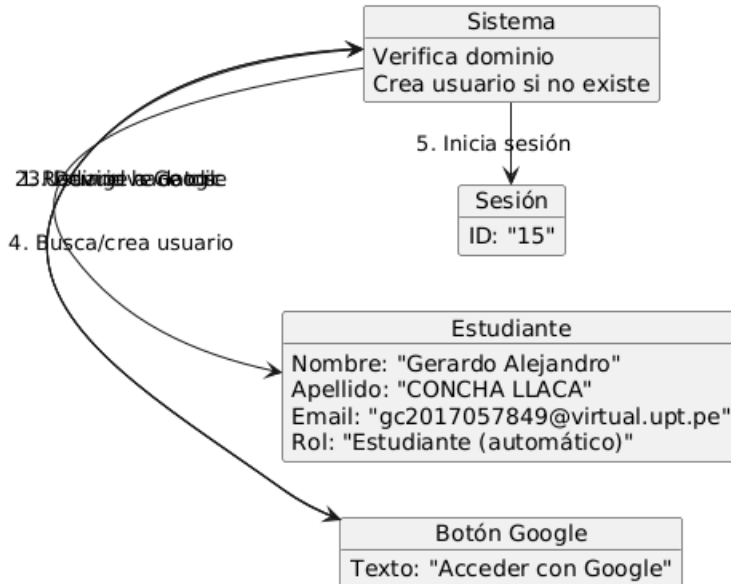 Sistema
Verifica dominio
Crea usuario si no existe
5. Inicia sesión
Sesión
ID: "15"
4. Busca/crea usuario
Estudiante
Nombre: "Gerardo Alejandro"
Apellido: "CONCHA LLACA"
Email: "gc2017057849@virtual.upt.pe"
Rol: "Estudiante (automático)"
Botón Google
Texto: "Acceder con Google"